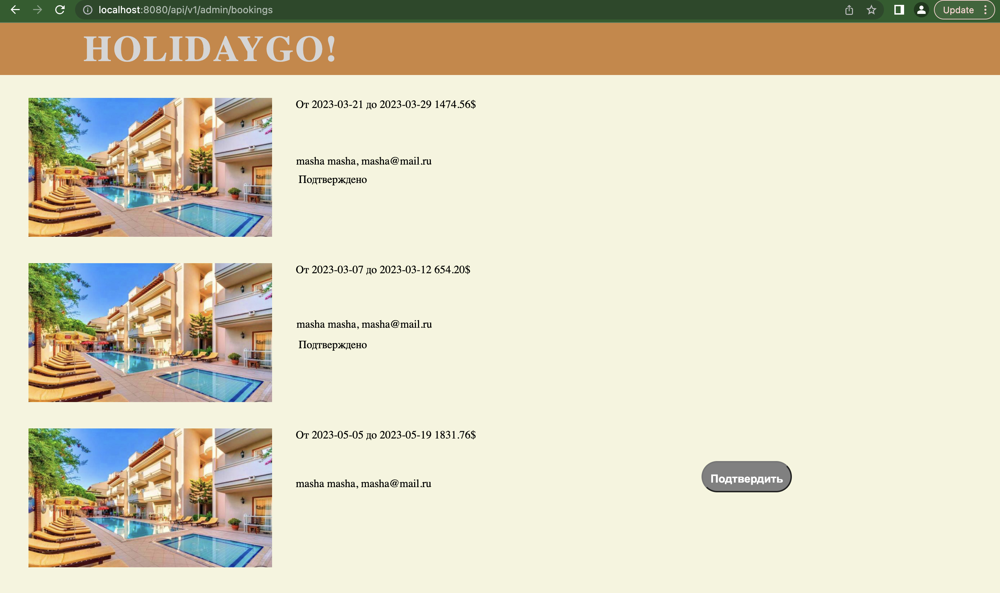 localhost:8080/api/v1/admin/bookings
Update
HOLIDAYGO!
От 2023-03-21 до 2023-03-29 1474.56$
masha masha, masha@mail.ru
Подтверждено
От 2023-03-07 до 2023-03-12 654.20$
masha masha, masha@mail.ru
Подтверждено
От 2023-05-05 до 2023-05-19 1831.76$
masha masha, masha@mail.ru
Подтвердить